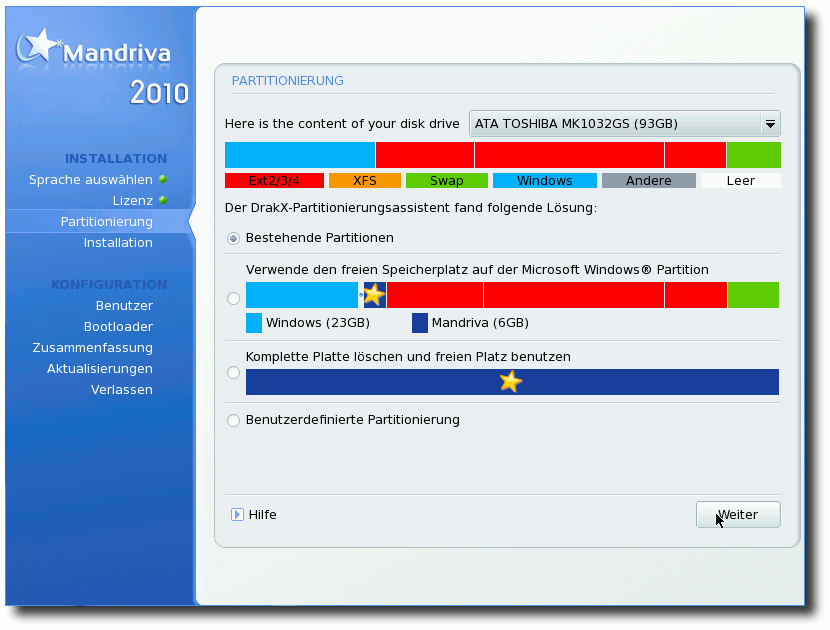 Mandriva
2010
INSTALLATION
Sprache auswählen
Lizenz
Partitionierung
Installation
KONFIGURATION
Benutzer
Bootloader
Zusammenfassung
Aktualisierungen
Verlassen
PARTITIONIERUNG
Here is the content of your disk drive ATA TOSHIBA MK1032GS (93GB)
Ext2/3/4 XFS Swap Windows Andere Leer
Der DrakX-Partitionierungsassistent fand folgende Lösung:
Bestehende Partitionen
Verwende den freien Speicherplatz auf der Microsoft Windows® Partition
Windows (23GB) Mandriva (6GB)
Komplette Platte löschen und freien Platz benutzen
Benutzerdefinierte Partitionierung
Hilfe Weiter